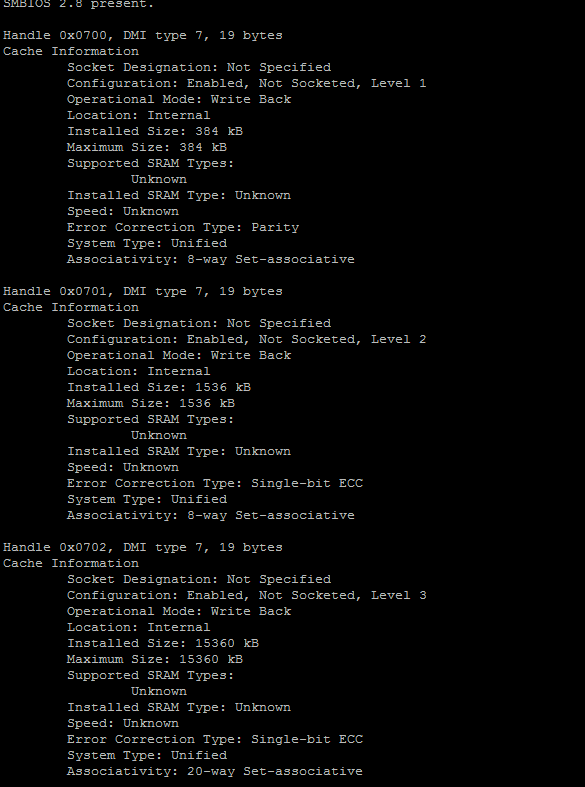 SMBIOS 2.8 present.
Handle 0x0700, DMI type 7, 19 bytes
Cache Information
Socket Designation: Not Specified
Configuration: Enabled, Not Socketed, Level 1
Operational Mode: Write Back
Location: Internal
Installed Size: 384 kB
Maximum Size: 384 kB
Supported SRAM Types:
Unknown
Installed SRAM Type: Unknown
Speed: Unknown
Error Correction Type: Parity
System Type: Unified
Associativity: 8-way Set-associative
Handle 0x0701, DMI type 7, 19 bytes
Cache Information
Socket Designation: Not Specified
Configuration: Enabled, Not Socketed, Level 2
Operational Mode: Write Back
Location: Internal
Installed Size: 1536 kB
Maximum Size: 1536 kB
Supported SRAM Types:
Unknown
Installed SRAM Type: Unknown
Speed: Unknown
Error Correction Type: Single-bit ECC
System Type: Unified
Associativity: 8-way Set-associative
Handle 0x0702, DMI type 7, 19 bytes
Cache Information
Socket Designation: Not Specified
Configuration: Enabled, Not Socketed, Level 3
Operational Mode: Write Back
Location: Internal
Installed Size: 15360 kB
Maximum Size: 15360 kB
Supported SRAM Types:
Unknown
Installed SRAM Type: Unknown
Speed: Unknown
Error Correction Type: Single-bit ECC
System Type: Unified
Associativity: 20-way Set-associative